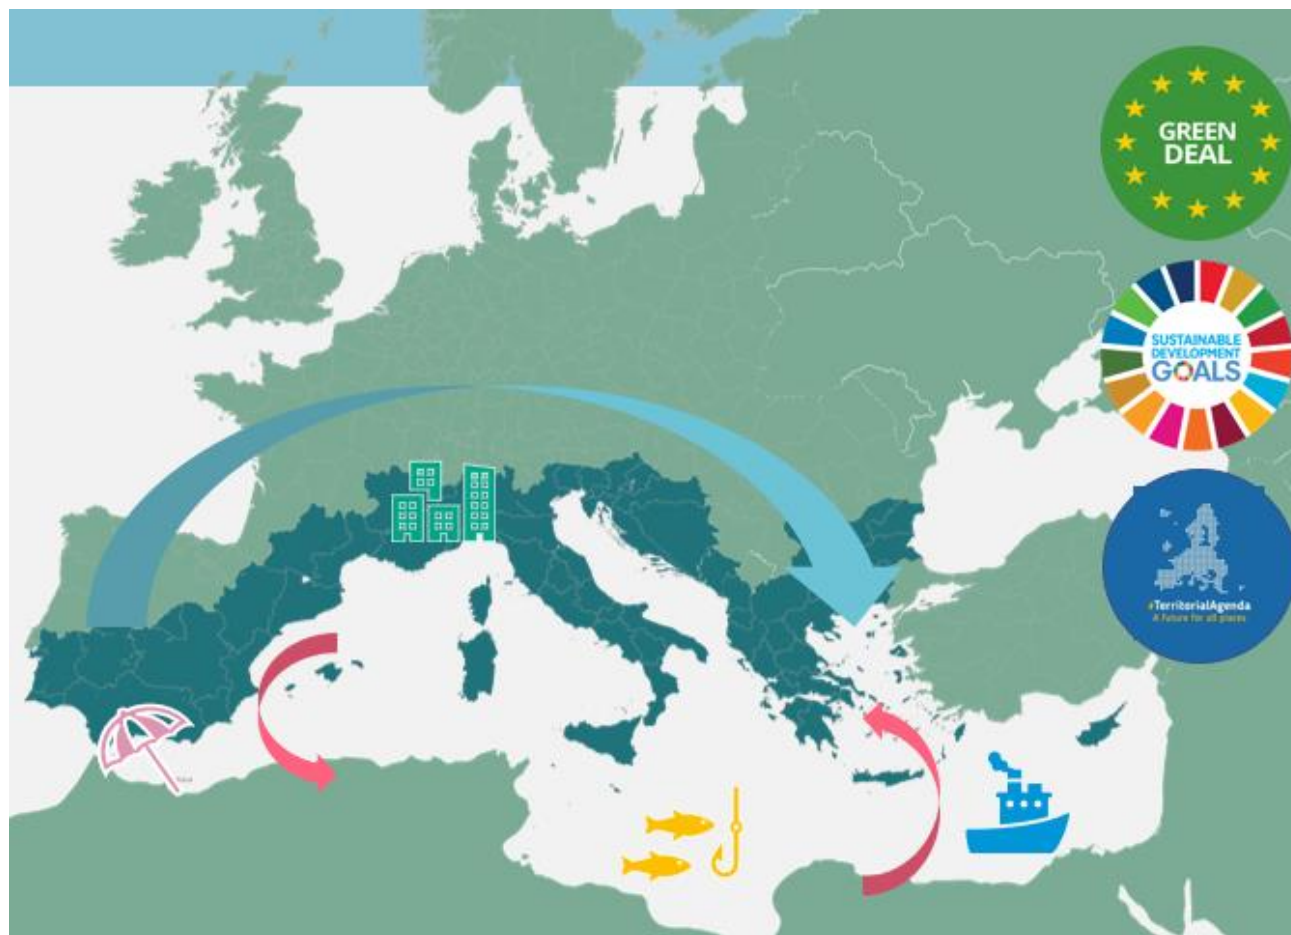 GREEN
DEAL
SUSTAINABLE
DEVELOPMENT
GOALS
#TerritorialAgenda
A future for all places